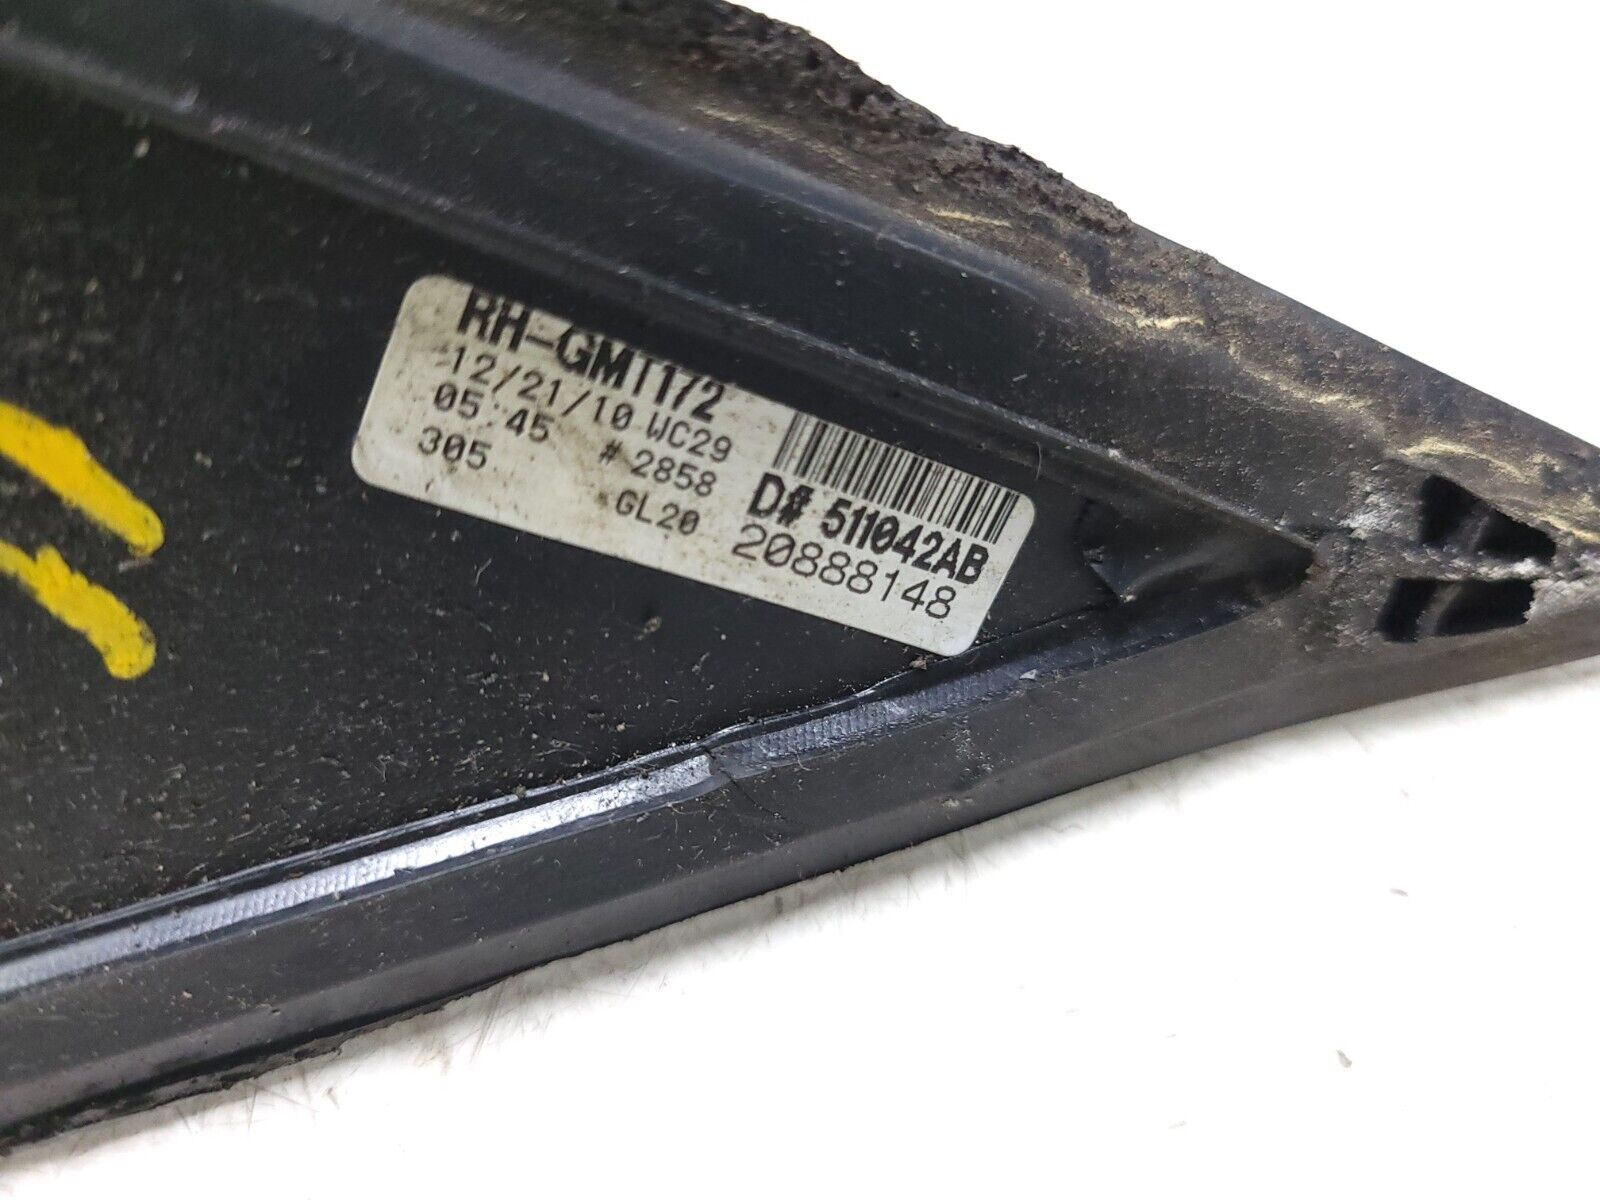 RH-GMT172
12/21/10 WC29
05:45 # 2858
305 GL20
D# 511042AB
20888148